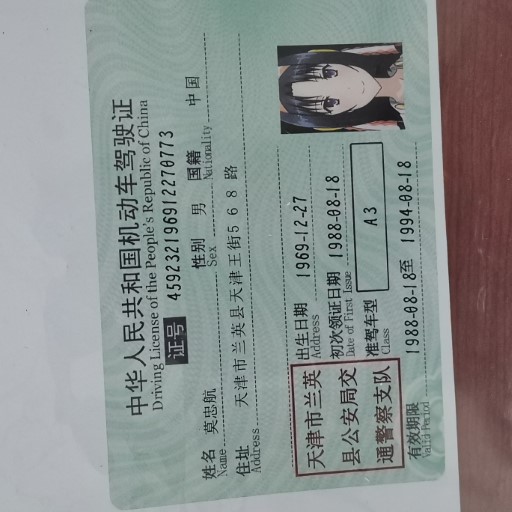 中华人民共和国机动车驾驶证
Driving License of the People's Republic of China
证号 459232196912270773
姓名 莫忠航 性别 男 国籍 中国
Name Sex Nationality
住址 天津市兰英县天津王街568路
Address
出生日期 1969-12-27
Address
初次领证日期 1988-08-18
Date of First Issue
准驾车型 A3
Class
天津市兰英
县公安局交
通警察支队
有效期限 1988-08-18至 1994-08-18
Valid Period